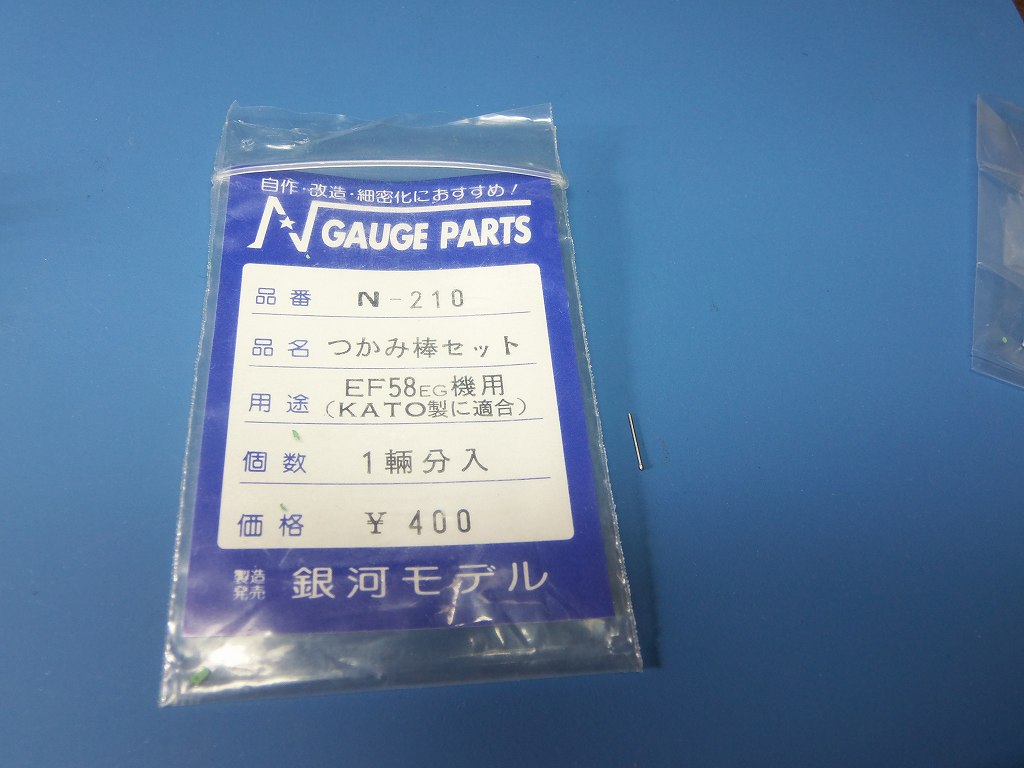 自作・改造・細密化におすすめ！
N GAUGE PARTS
品番 N-210
品名 つかみ棒セット
用途 EF58EG機用
（KATO製に適合）
個数 1輛分入
価格 ¥ 400
製造
発売 銀河モデル